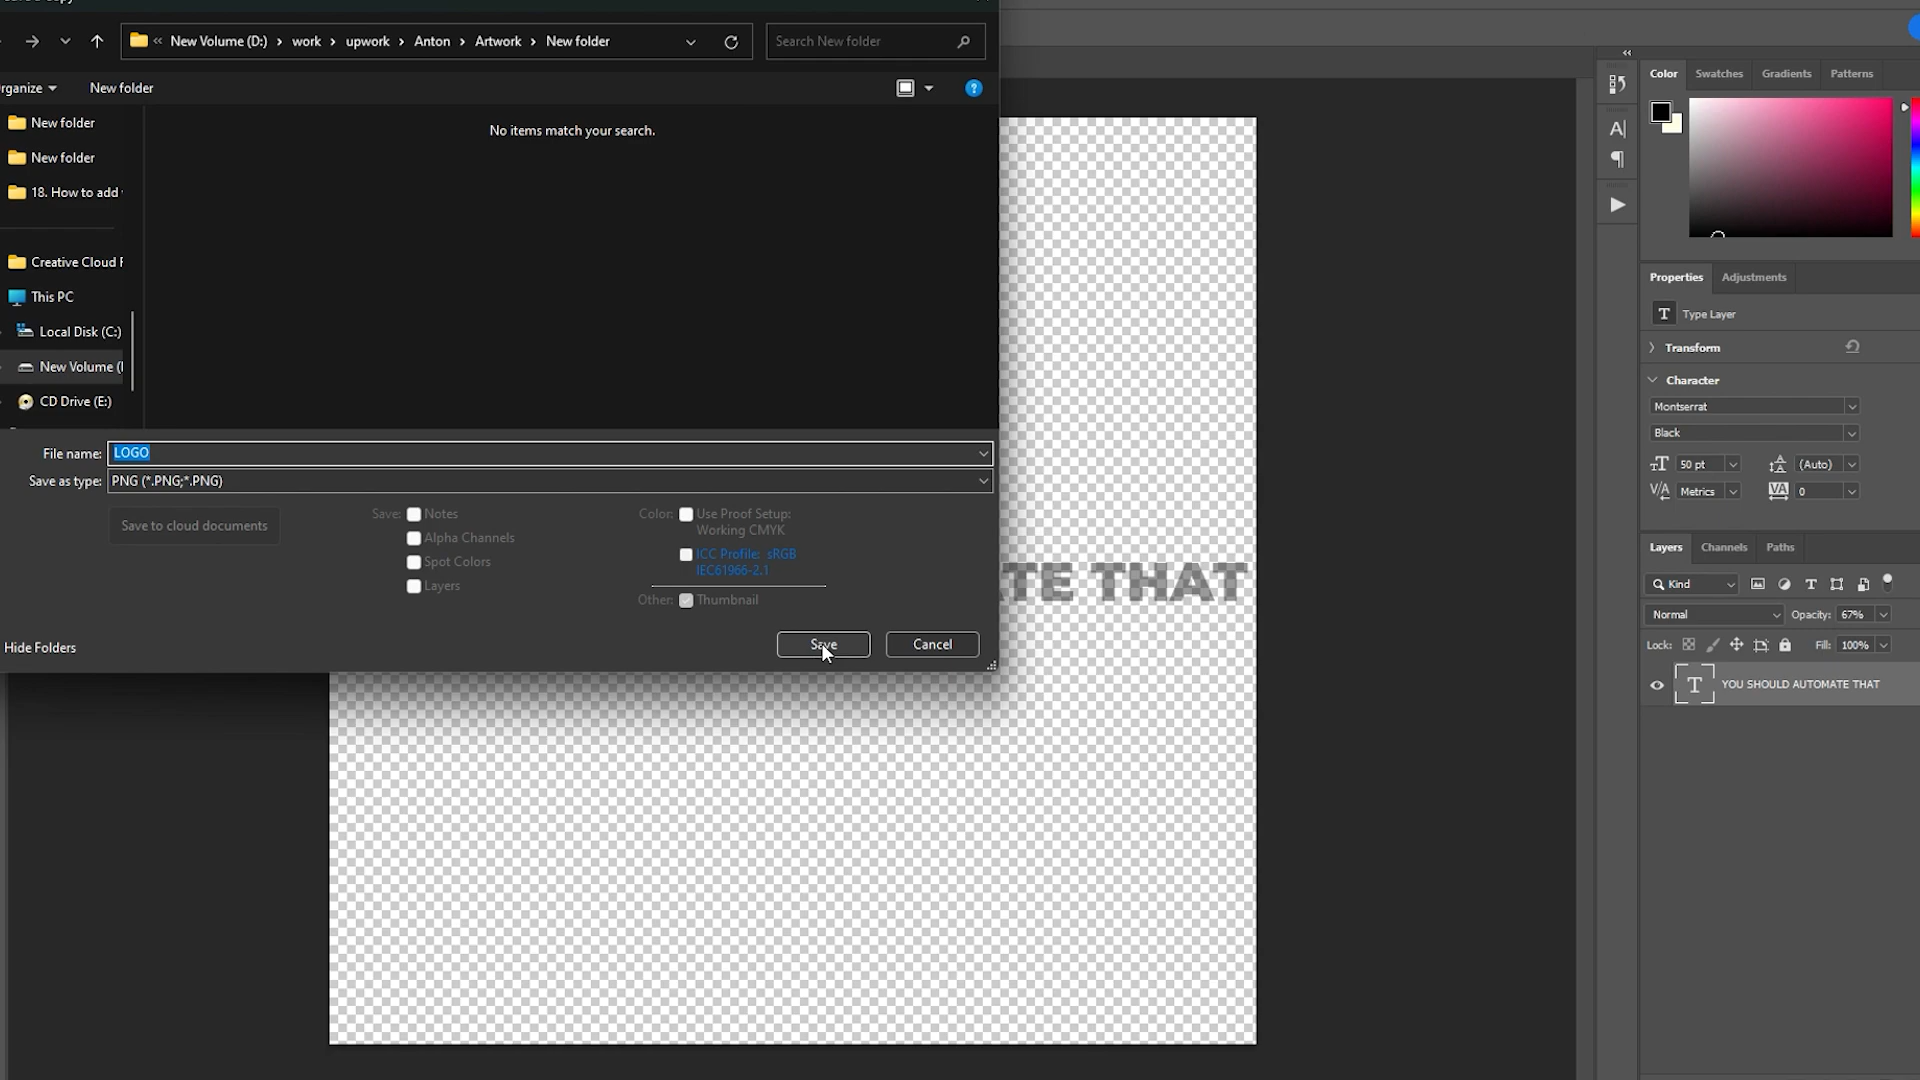 New Volume (D:) › work › upwork › Anton › Artwork › New folder
Search New folder
New folder
No items match your search.
New folder
New folder
18. How to add
Creative Cloud F
This PC
Local Disk (C:)
New Volume (
CD Drive (E:)
File name: LOGO
Save as type: PNG (*.PNG;*.PNG)
Save to cloud documents
Save: Notes
Alpha Channels
Spot Colors
Layers
Color: Use Proof Setup:
Working CMYK
ICC Profile: sRGB
IEC61966-2.1
Other: Thumbnail
Hide Folders
Save
Cancel
THAT
Color
Swatches
Gradients
Patterns
Properties
Adjustments
Type Layer
Transform
Character
Montserrat
Black
50 pt
(Auto)
Metrics
0
Layers
Channels
Paths
Kind
Normal
Opacity: 67%
Lock:
Fill: 100%
YOU SHOULD AUTOMATE THAT